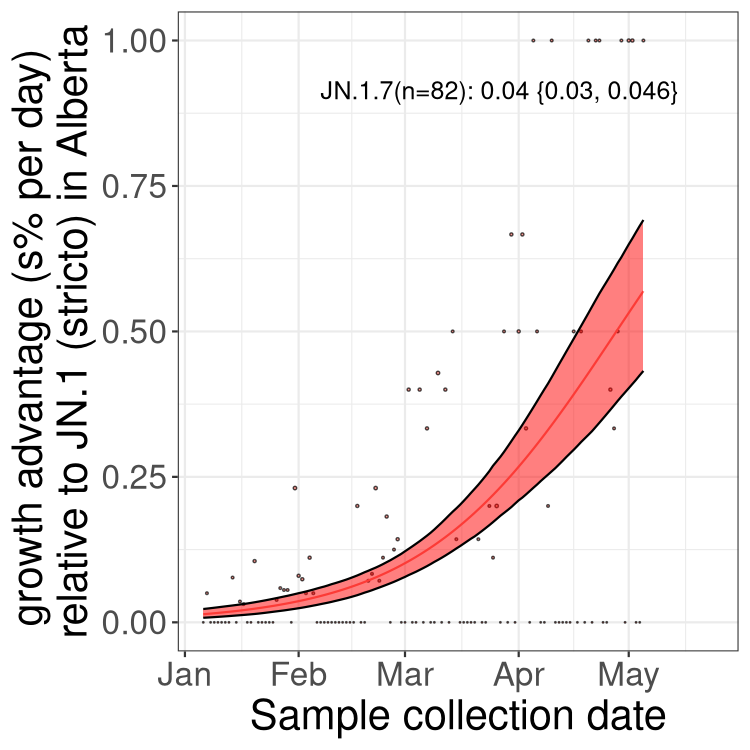 growth advantage (s% per day)
relative to JN.1 (stricto) in Alberta
1.00
0.75
0.50
0.25
0.00
JN.1.7(n=82): 0.04 {0.03, 0.046}
Jan Feb Mar Apr May
Sample collection date